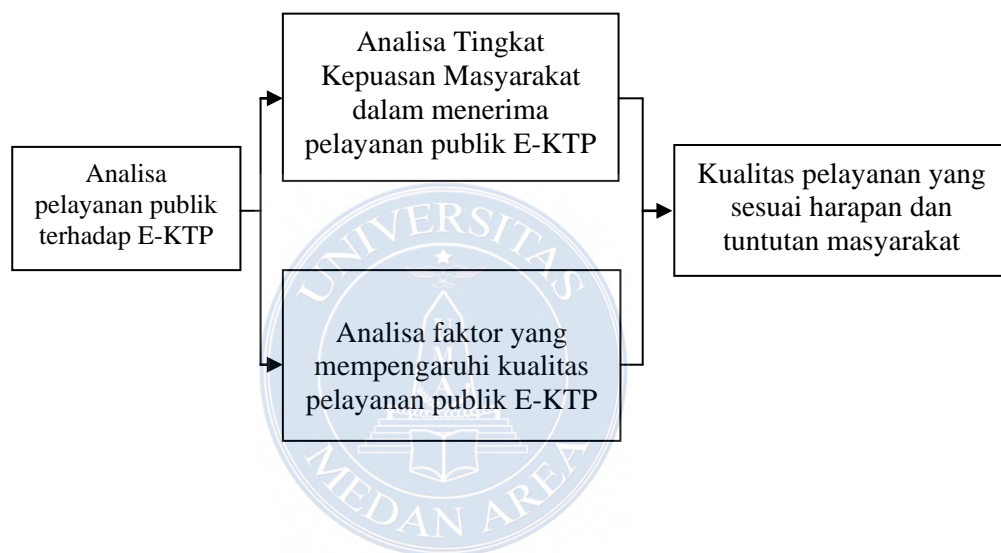 Analisa Tingkat
Kepuasan Masyarakat
dalam menerima
pelayanan publik E-KTP
Analisa
pelayanan publik
terhadap E-KTP
Kualitas pelayanan yang
sesuai harapan dan
tuntutan masyarakat
Analisa faktor yang
mempengaruhi kualitas
pelayanan publik E-KTP
UNIVERSITAS
UMA
MEDAN AREA